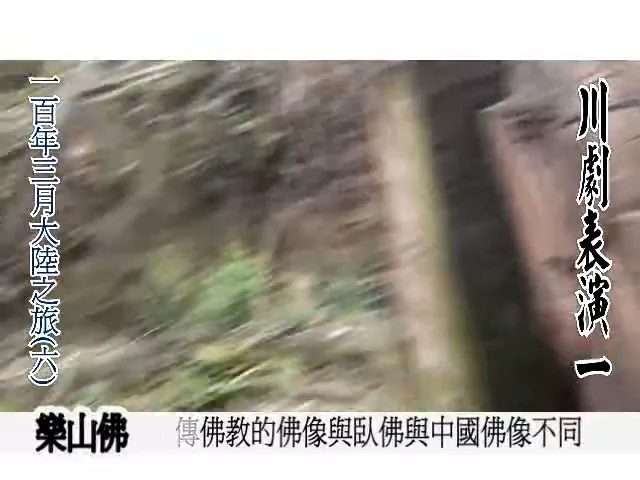 一百年三月大陸之旅(六)
川劇表演一
樂山佛
傳佛教的佛像與臥佛與中國佛像不同